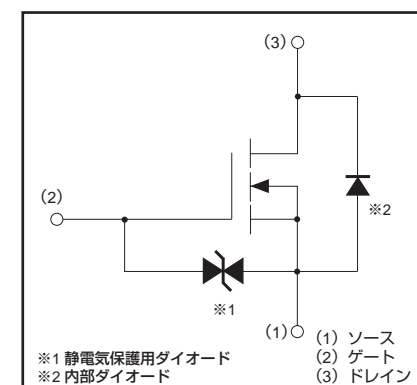 (3)
(2)
※2
※1
(1)
(1) ソース
(2) ゲート
(3) ドレイン
※1 静電気保護用ダイオード
※2 内部ダイオード